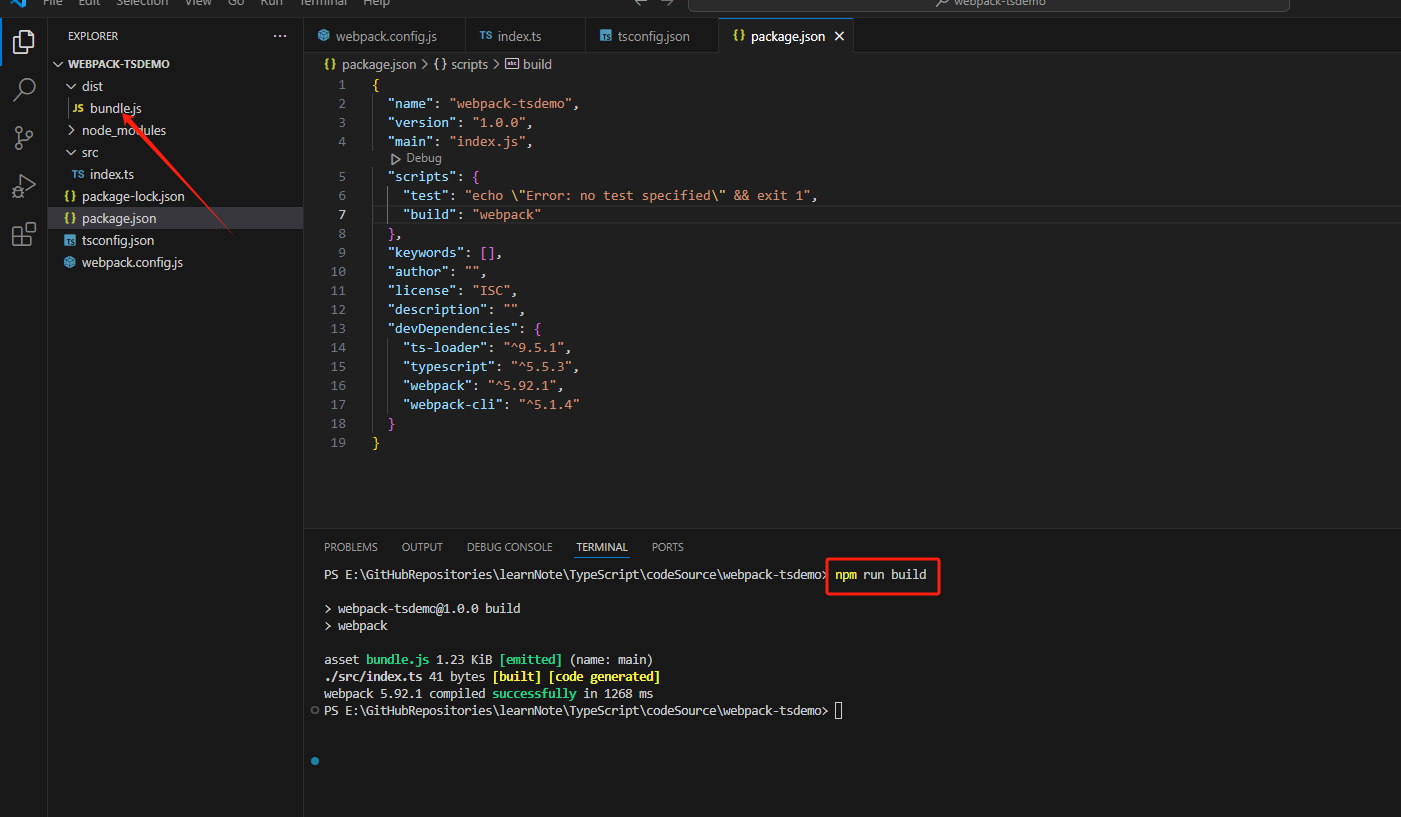 File Edit Selection View Go Run Terminal Help
webpack-tsdemo
EXPLORER
WEBPACK-TSDEMO
dist
JS bundle.js
node_modules
src
TS index.ts
{} package-lock.json
{} package.json
TS tsconfig.json
webpack.config.js
webpack.config.js
TS index.ts
TS tsconfig.json
{} package.json
{} package.json > {} scripts > abc build
1 {
2 "name": "webpack-tsdemo",
3 "version": "1.0.0",
4 "main": "index.js",
Debug
5 "scripts": {
6 "test": "echo \"Error: no test specified\" && exit 1",
7 "build": "webpack"
8 },
9 "keywords": [],
10 "author": "",
11 "license": "ISC",
12 "description": "",
13 "devDependencies": {
14 "ts-loader": "^9.5.1",
15 "typescript": "^5.5.3",
16 "webpack": "^5.92.1",
17 "webpack-cli": "^5.1.4"
18 }
19 }
PROBLEMS OUTPUT DEBUG CONSOLE TERMINAL PORTS
PS E:\GitHubRepositories\learnNote\TypeScript\codeSource\webpack-tsdemo> npm run build
> webpack-tsdemo@1.0.0 build
> webpack
asset bundle.js 1.23 KiB [emitted] (name: main)
./src/index.ts 41 bytes [built] [code generated]
webpack 5.92.1 compiled successfully in 1268 ms
PS E:\GitHubRepositories\learnNote\TypeScript\codeSource\webpack-tsdemo>